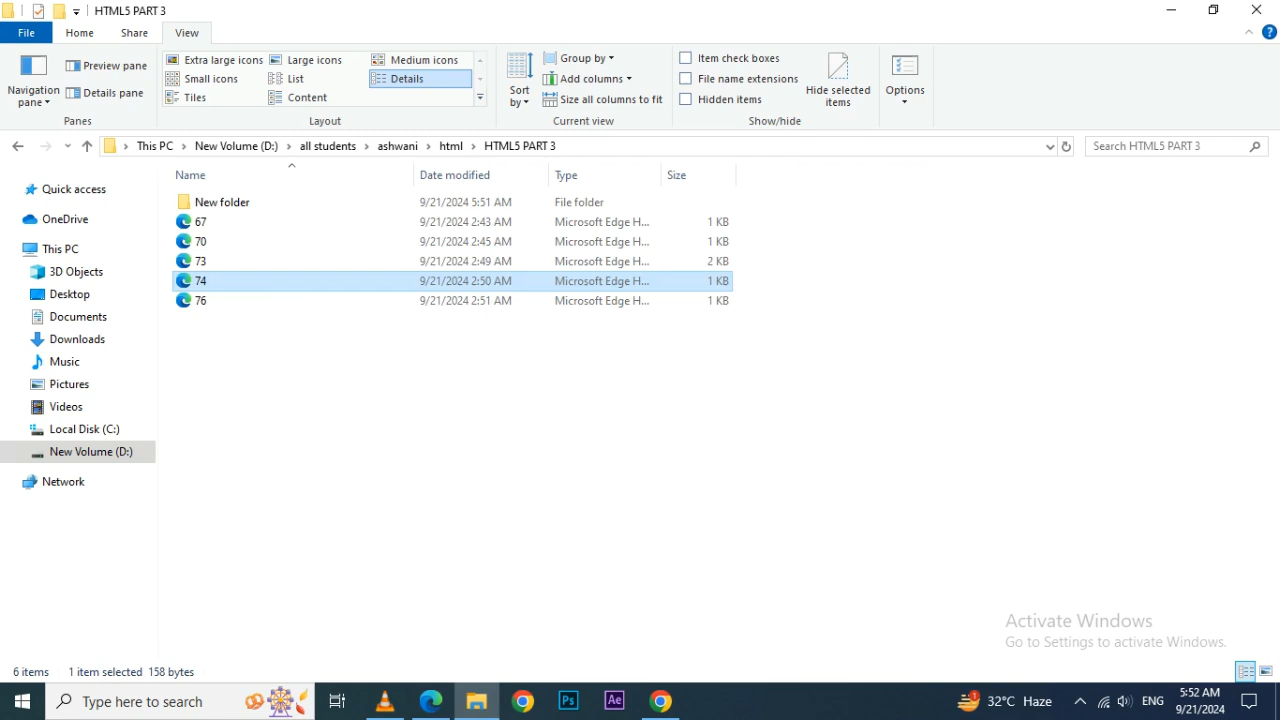 HTML5 PART 3
File Home Share View
Navigation pane
Preview pane
Details pane
Panes
Extra large icons Large icons Medium icons
Small icons List Details
Tiles Content
Layout
Sort by
Group by
Add columns
Size all columns to fit
Current view
Item check boxes
File name extensions
Hidden items
Hide selected items
Show/hide
Options
This PC New Volume (D:) all students ashwani html HTML5 PART 3
Search HTML5 PART 3
Quick access
OneDrive
This PC
3D Objects
Desktop
Documents
Downloads
Music
Pictures
Videos
Local Disk (C:)
New Volume (D:)
Network
Name Date modified Type Size
New folder 9/21/2024 5:51 AM File folder
67 9/21/2024 2:43 AM Microsoft Edge H... 1 KB
70 9/21/2024 2:45 AM Microsoft Edge H... 1 KB
73 9/21/2024 2:49 AM Microsoft Edge H... 2 KB
74 9/21/2024 2:50 AM Microsoft Edge H... 1 KB
76 9/21/2024 2:51 AM Microsoft Edge H... 1 KB
Activate Windows
Go to Settings to activate Windows.
6 items 1 item selected 158 bytes
Type here to search
Ps
Ae
1
32°C Haze
ENG
5:52 AM
9/21/2024